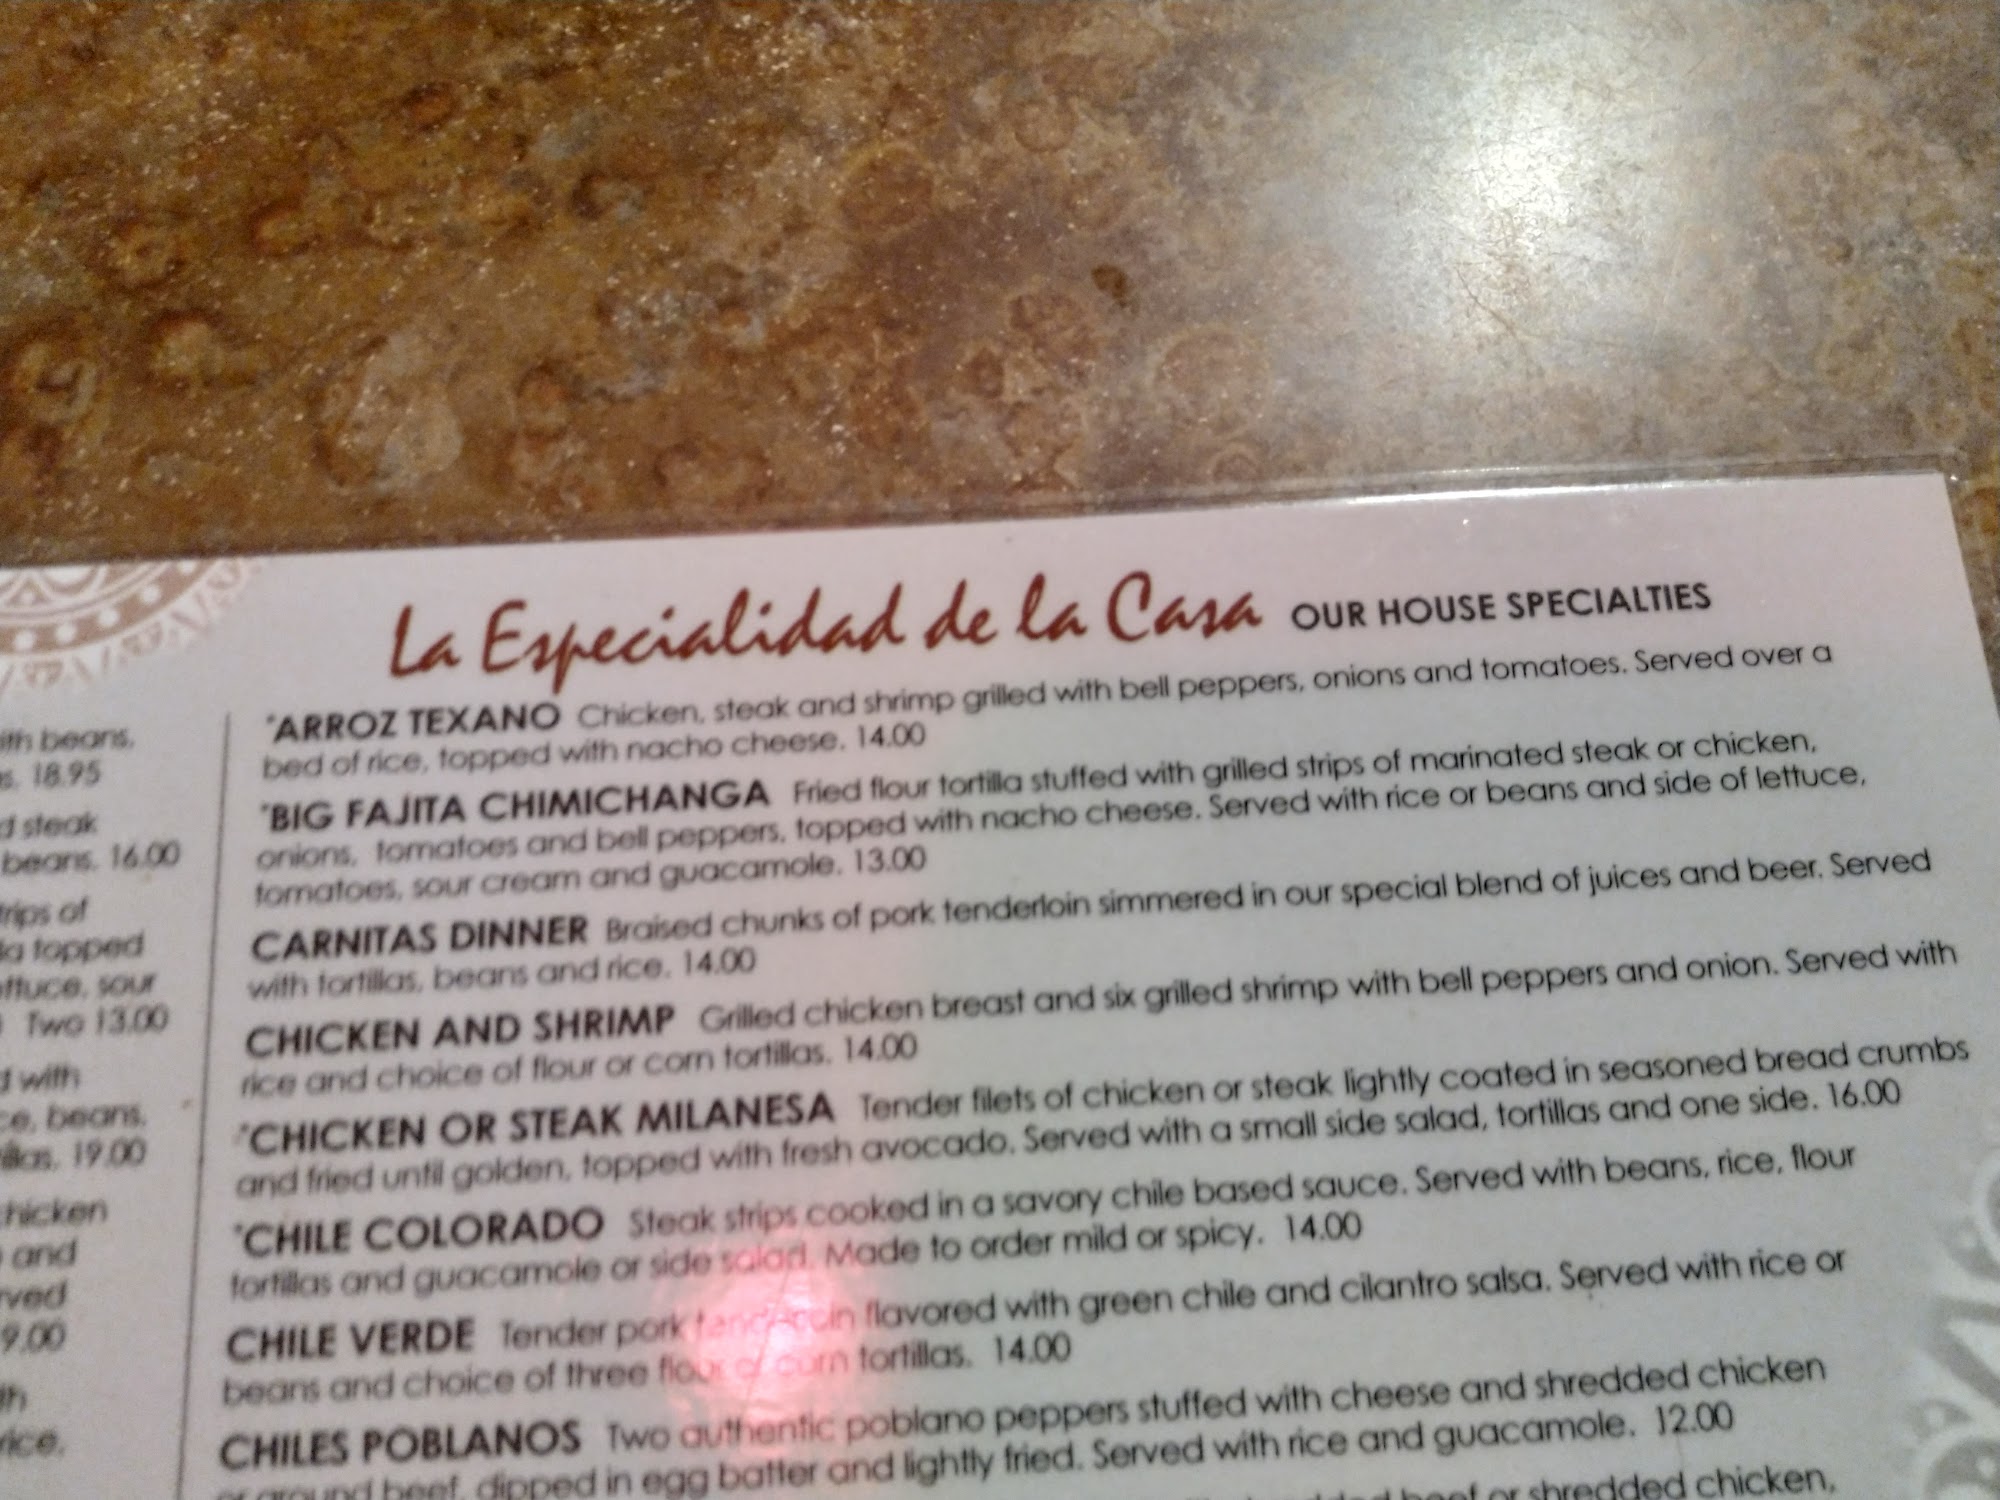 La Especialidad de la Casa OUR HOUSE SPECIALTIES
*ARROZ TEXANO Chicken, steak and shrimp grilled with bell peppers, onions and tomatoes. Served over a
bed of rice, topped with nacho cheese. 14.00
*BIG FAJITA CHIMICHANGA Fried flour tortilla stuffed with grilled strips of marinated steak or chicken,
onions, tomatoes and bell peppers, topped with nacho cheese. Served with rice or beans and side of lettuce,
tomatoes, sour cream and guacamole. 13.00
CARNITAS DINNER Braised chunks of pork tenderloin simmered in our special blend of juices and beer. Served
with tortillas, beans and rice. 14.00
CHICKEN AND SHRIMP Grilled chicken breast and six grilled shrimp with bell peppers and onion. Served with
rice and choice of flour or corn tortillas. 14.00
*CHICKEN OR STEAK MILANESA Tender filets of chicken or steak lightly coated in seasoned bread crumbs
and fried until golden, topped with fresh avocado. Served with a small side salad, tortillas and one side. 16.00
*CHILE COLORADO Steak strips cooked in a savory chile based sauce. Served with beans, rice, flour
tortillas and guacamole or side salad. Made to order mild or spicy. 14.00
CHILE VERDE Tender pork tenderloin flavored with green chile and cilantro salsa. Served with rice or
beans and choice of three flour or corn tortillas. 14.00
CHILES POBLANOS Two authentic poblano peppers stuffed with cheese and shredded chicken
or ground beef, dipped in egg batter and lightly fried. Served with rice and guacamole. 12.00
beef or shredded chicken,
beans,
18.95
steak
beans. 16.00
of
topped
sour
Two 13.00
with
beans,
19.00
and
9.00
rice,